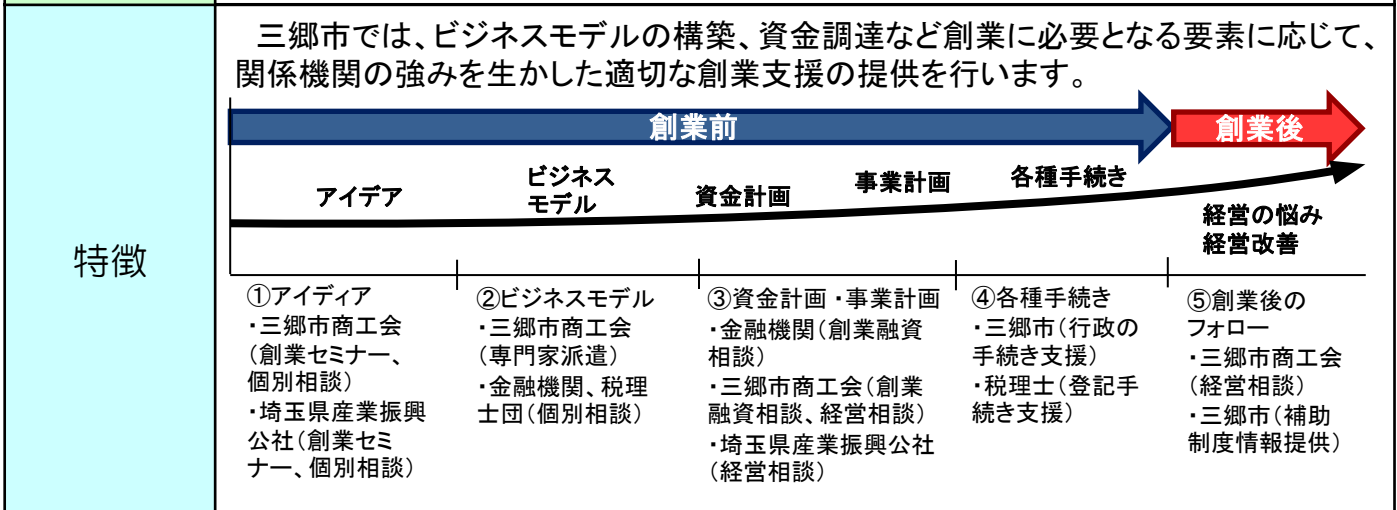 特徴
三郷市では、ビジネスモデルの構築、資金調達など創業に必要となる要素に応じて、
関係機関の強みを生かした適切な創業支援の提供を行います。
創業前
創業後
アイデア
ビジネス
モデル
資金計画
事業計画
各種手続き
経営の悩み
経営改善
①アイディア
・三郷市商工会
(創業セミナー、
個別相談)
・埼玉県産業振興
公社(創業セミ
ナー、個別相談)
②ビジネスモデル
・三郷市商工会
(専門家派遣)
・金融機関、税理
士団(個別相談)
③資金計画・事業計画
・金融機関(創業融資
相談)
・三郷市商工会(創業
融資相談、経営相談)
・埼玉県産業振興公社
(経営相談)
④各種手続き
・三郷市(行政の
手続き支援)
・税理士(登記手
続き支援)
⑤創業後の
フォロー
・三郷市商工会
(経営相談)
・三郷市(補助
制度情報提供)